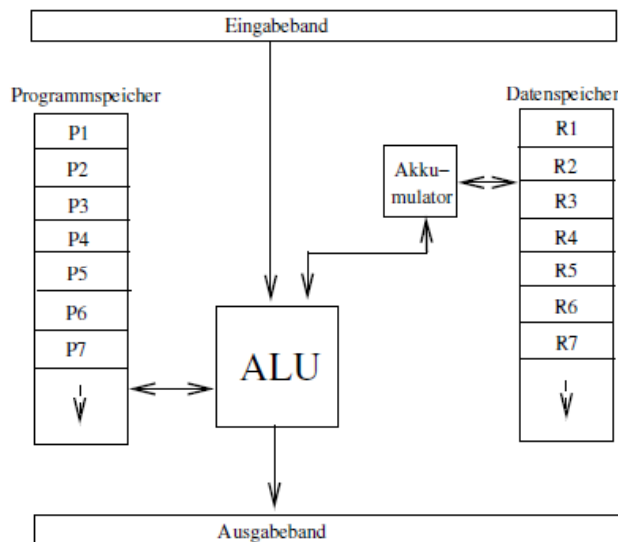 Eingabeband
Programmspeicher
Datenspeicher
P1
P2
P3
P4
P5
P6
P7
Akku–
mulator
R1
R2
R3
R4
R5
R6
R7
ALU
Ausgabeband